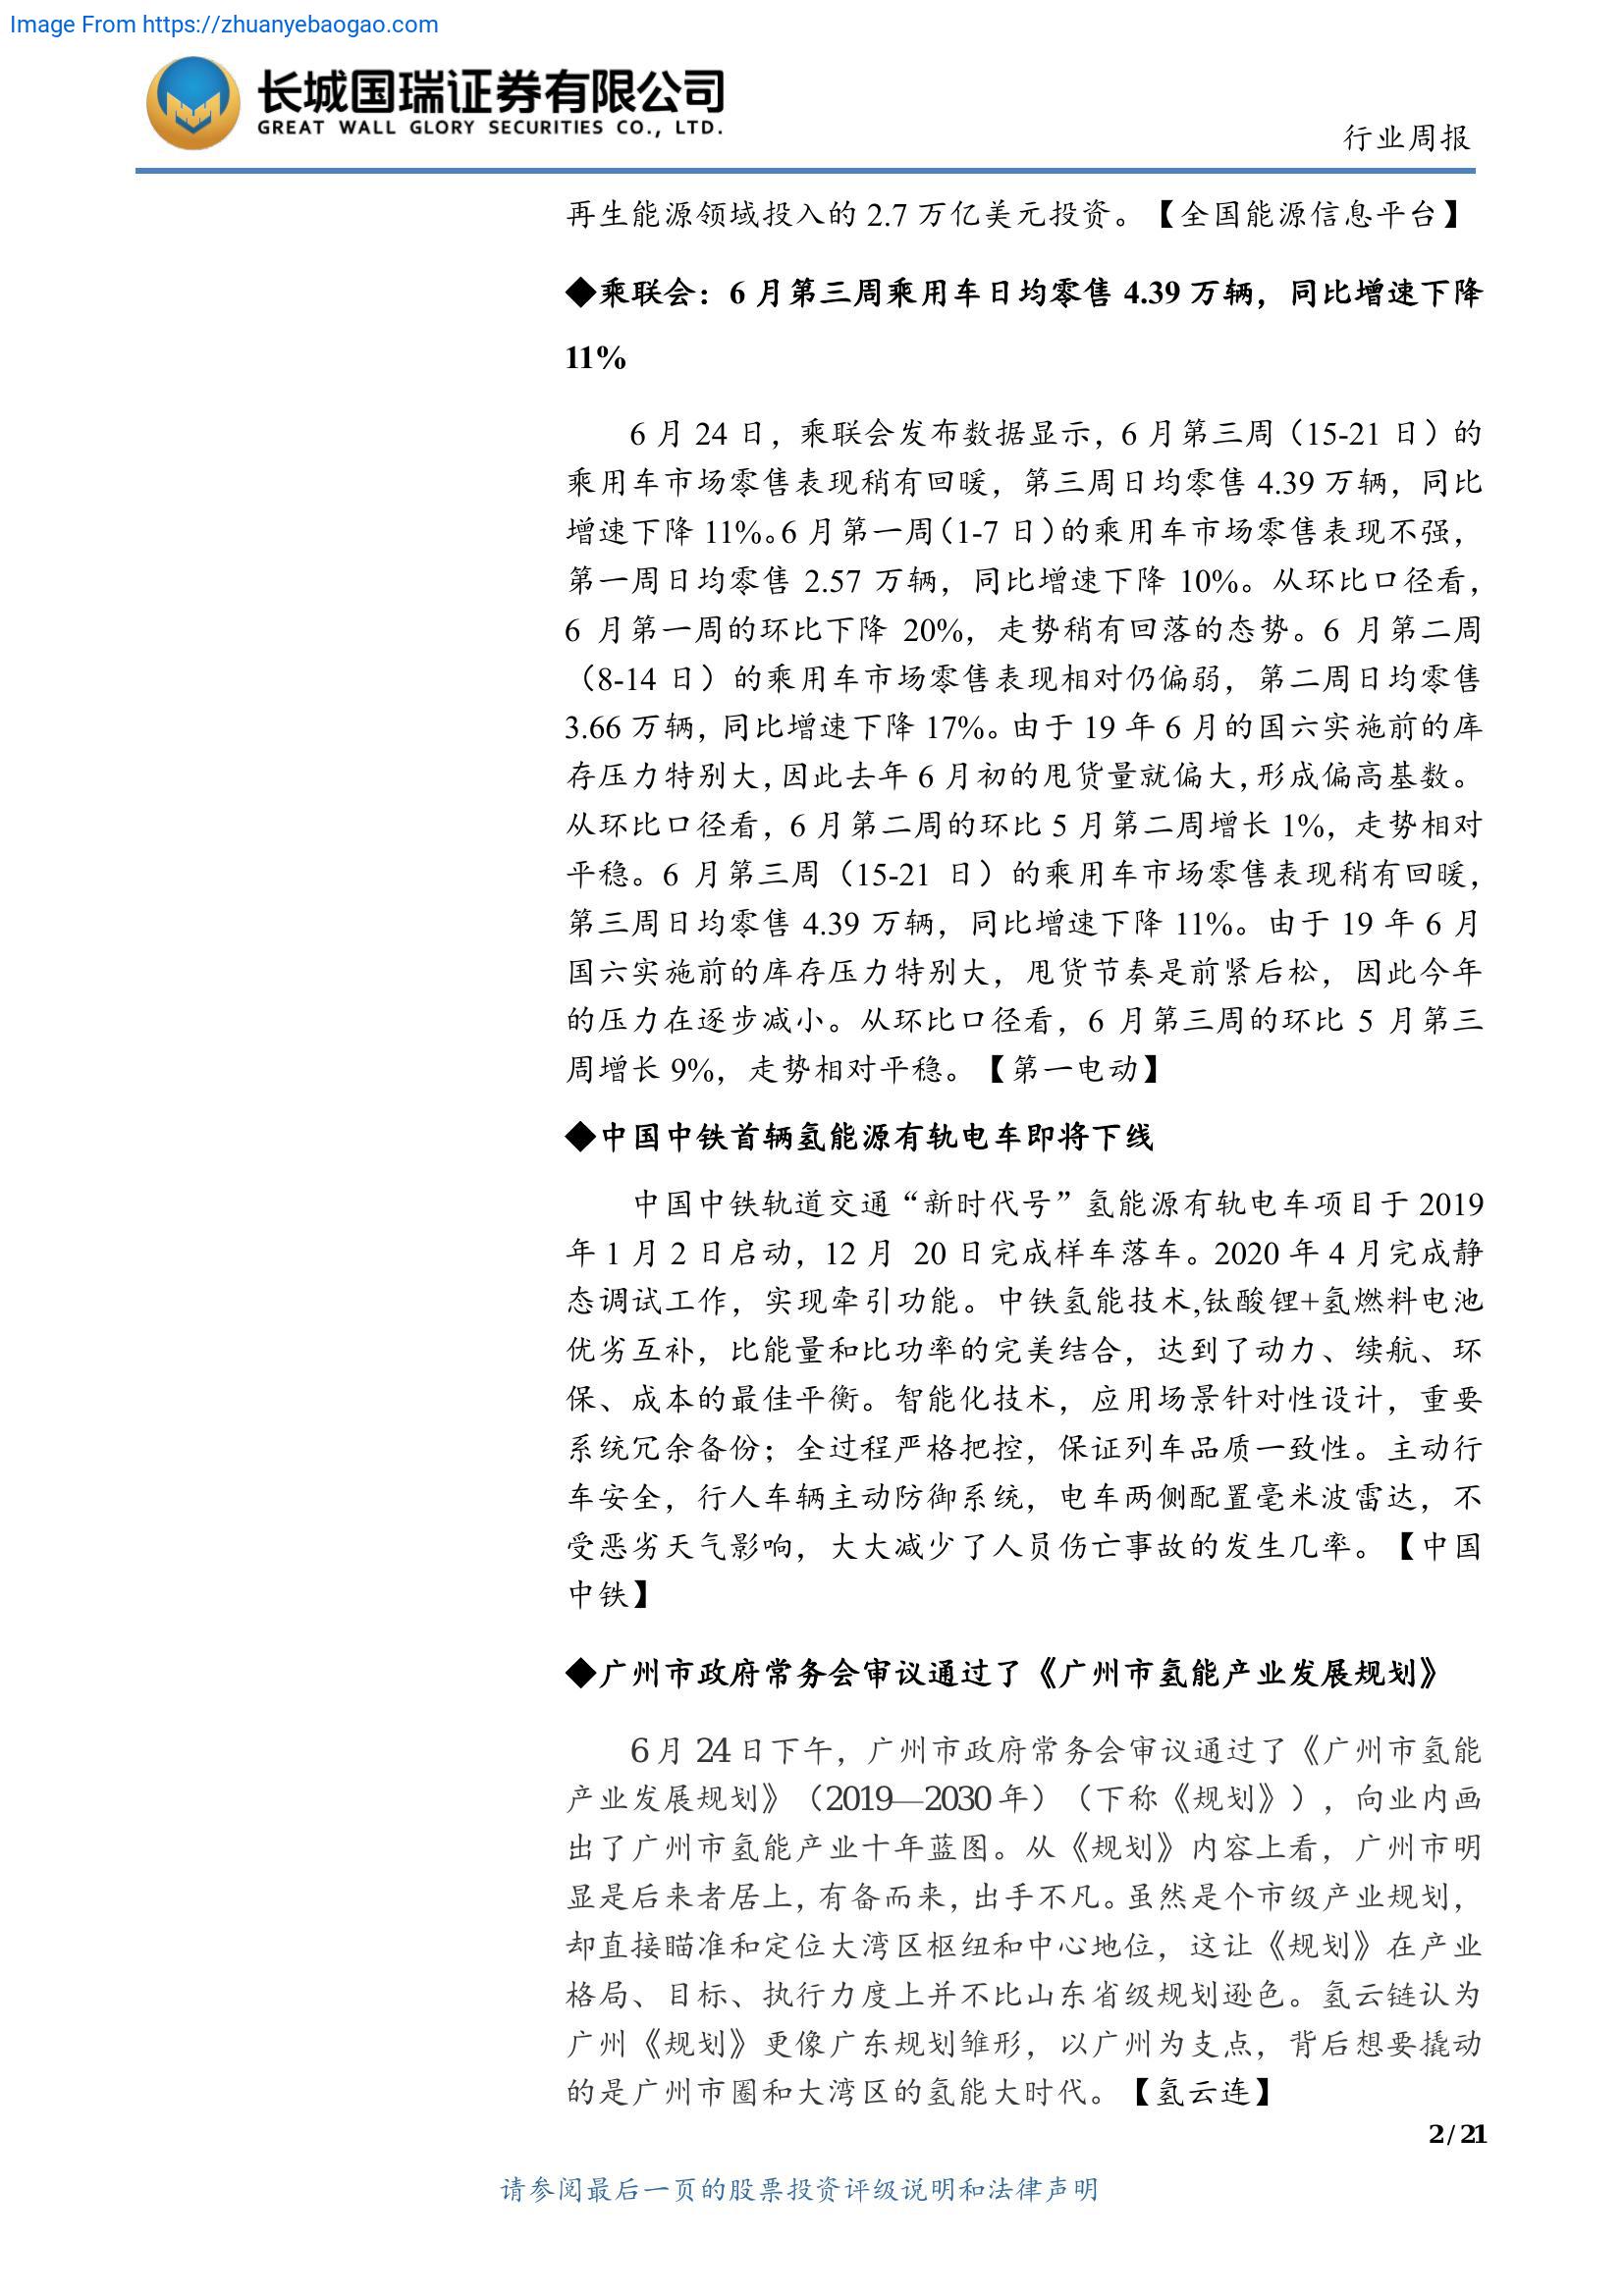 Image From https://zhuanyebaogao.com
长城国瑞证券有限公司
GREAT WALL GLORY SECURITIES CO., LTD.
行业周报
再生能源领域投入的 2.7 万亿美元投资。【全国能源信息平台】
◆乘联会：6 月第三周乘用车日均零售 4.39 万辆，同比增速下降
11%
6 月 24 日，乘联会发布数据显示，6 月第三周（15-21 日）的
乘用车市场零售表现稍有回暖，第三周日均零售 4.39 万辆，同比
增速下降 11%。6 月第一周（1-7 日）的乘用车市场零售表现不强，
第一周日均零售 2.57 万辆，同比增速下降 10%。从环比口径看，
6 月第一周的环比下降 20%，走势稍有回落的态势。6 月第二周
（8-14 日）的乘用车市场零售表现相对仍偏弱，第二周日均零售
3.66 万辆，同比增速下降 17%。由于 19 年 6 月的国六实施前的库
存压力特别大，因此去年 6 月初的甩货量就偏大，形成偏高基数。
从环比口径看，6 月第二周的环比 5 月第二周增长 1%，走势相对
平稳。6 月第三周（15-21 日）的乘用车市场零售表现稍有回暖，
第三周日均零售 4.39 万辆，同比增速下降 11%。由于 19 年 6 月
国六实施前的库存压力特别大，甩货节奏是前紧后松，因此今年
的压力在逐步减小。从环比口径看，6 月第三周的环比 5 月第三
周增长 9%，走势相对平稳。【第一电动】
◆中国中铁首辆氢能源有轨电车即将下线
中国中铁轨道交通“新时代号”氢能源有轨电车项目于 2019
年 1 月 2 日启动，12 月 20 日完成样车落车。2020 年 4 月完成静
态调试工作，实现牵引功能。中铁氢能技术,钛酸锂+氢燃料电池
优劣互补，比能量和比功率的完美结合，达到了动力、续航、环
保、成本的最佳平衡。智能化技术，应用场景针对性设计，重要
系统冗余备份；全过程严格把控，保证列车品质一致性。主动行
车安全，行人车辆主动防御系统，电车两侧配置毫米波雷达，不
受恶劣天气影响，大大减少了人员伤亡事故的发生几率。【中国
中铁】
◆广州市政府常务会审议通过了《广州市氢能产业发展规划》
6 月 24 日下午，广州市政府常务会审议通过了《广州市氢能
产业发展规划》（2019—2030 年）（下称《规划》），向业内画
出了广州市氢能产业十年蓝图。从《规划》内容上看，广州市明
显是后来者居上，有备而来，出手不凡。虽然是个市级产业规划，
却直接瞄准和定位大湾区枢纽和中心地位，这让《规划》在产业
格局、目标、执行力度上并不比山东省级规划逊色。氢云链认为
广州《规划》更像广东规划雏形，以广州为支点，背后想要撬动
的是广州市圈和大湾区的氢能大时代。【氢云连】
2 / 21
请参阅最后一页的股票投资评级说明和法律声明